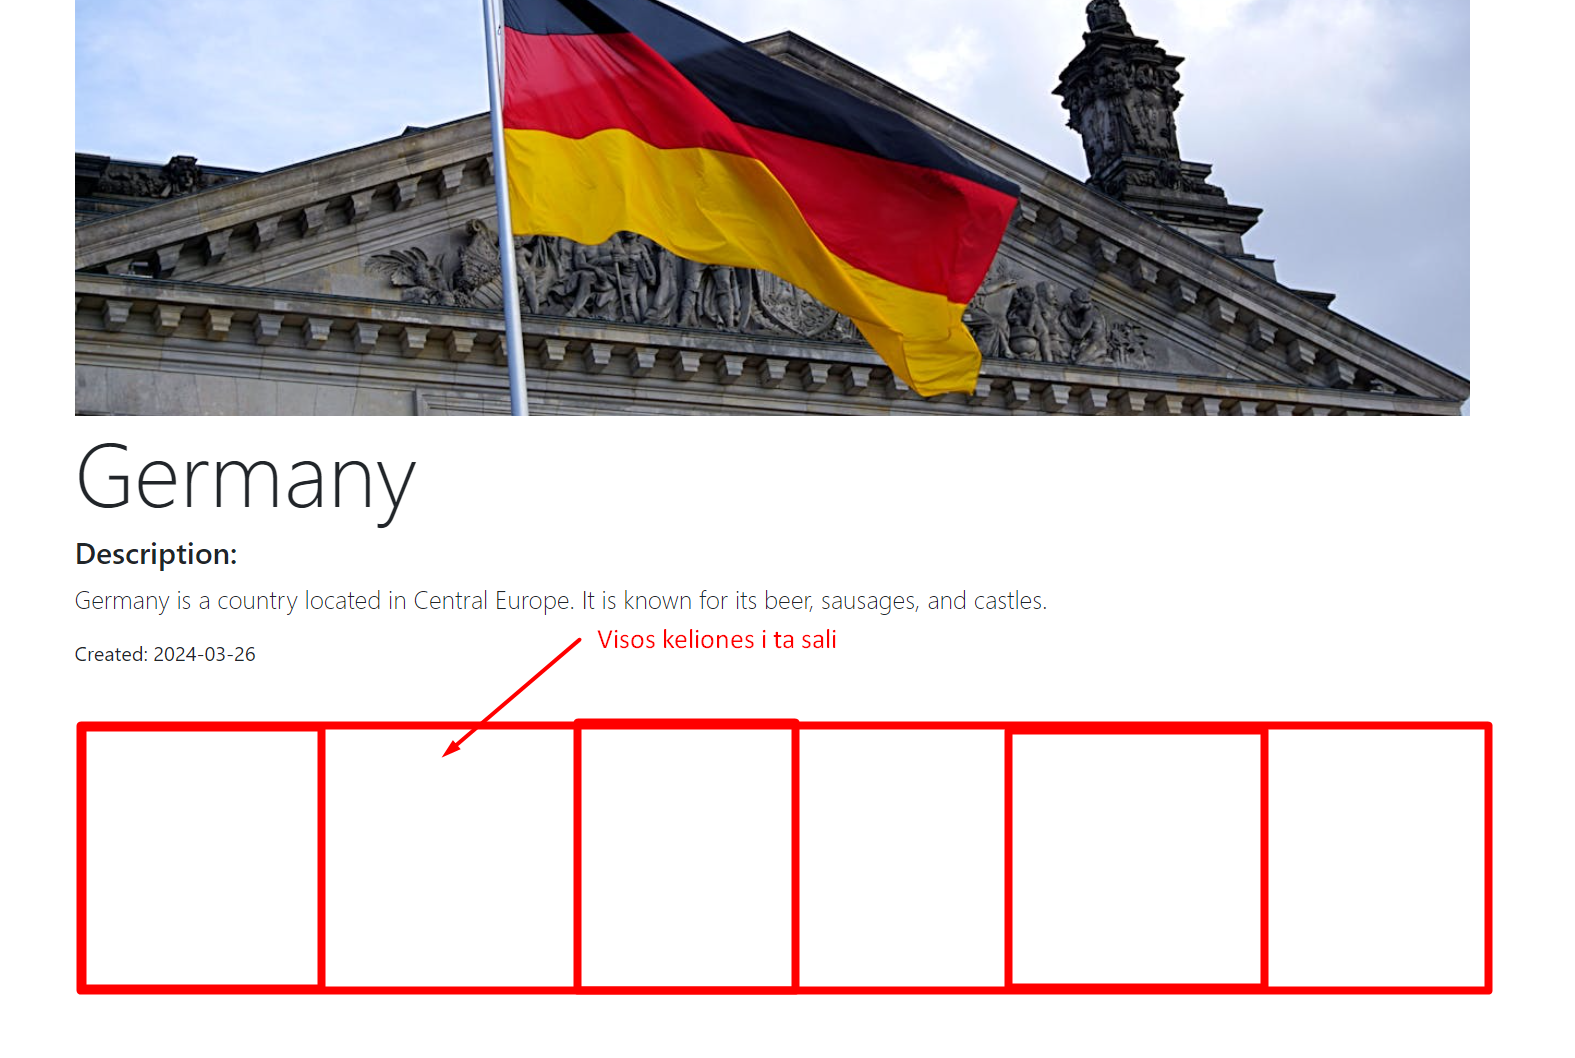 Germany
Description:
Germany is a country located in Central Europe. It is known for its beer, sausages, and castles.
Visos keliones i ta sali
Created: 2024-03-26